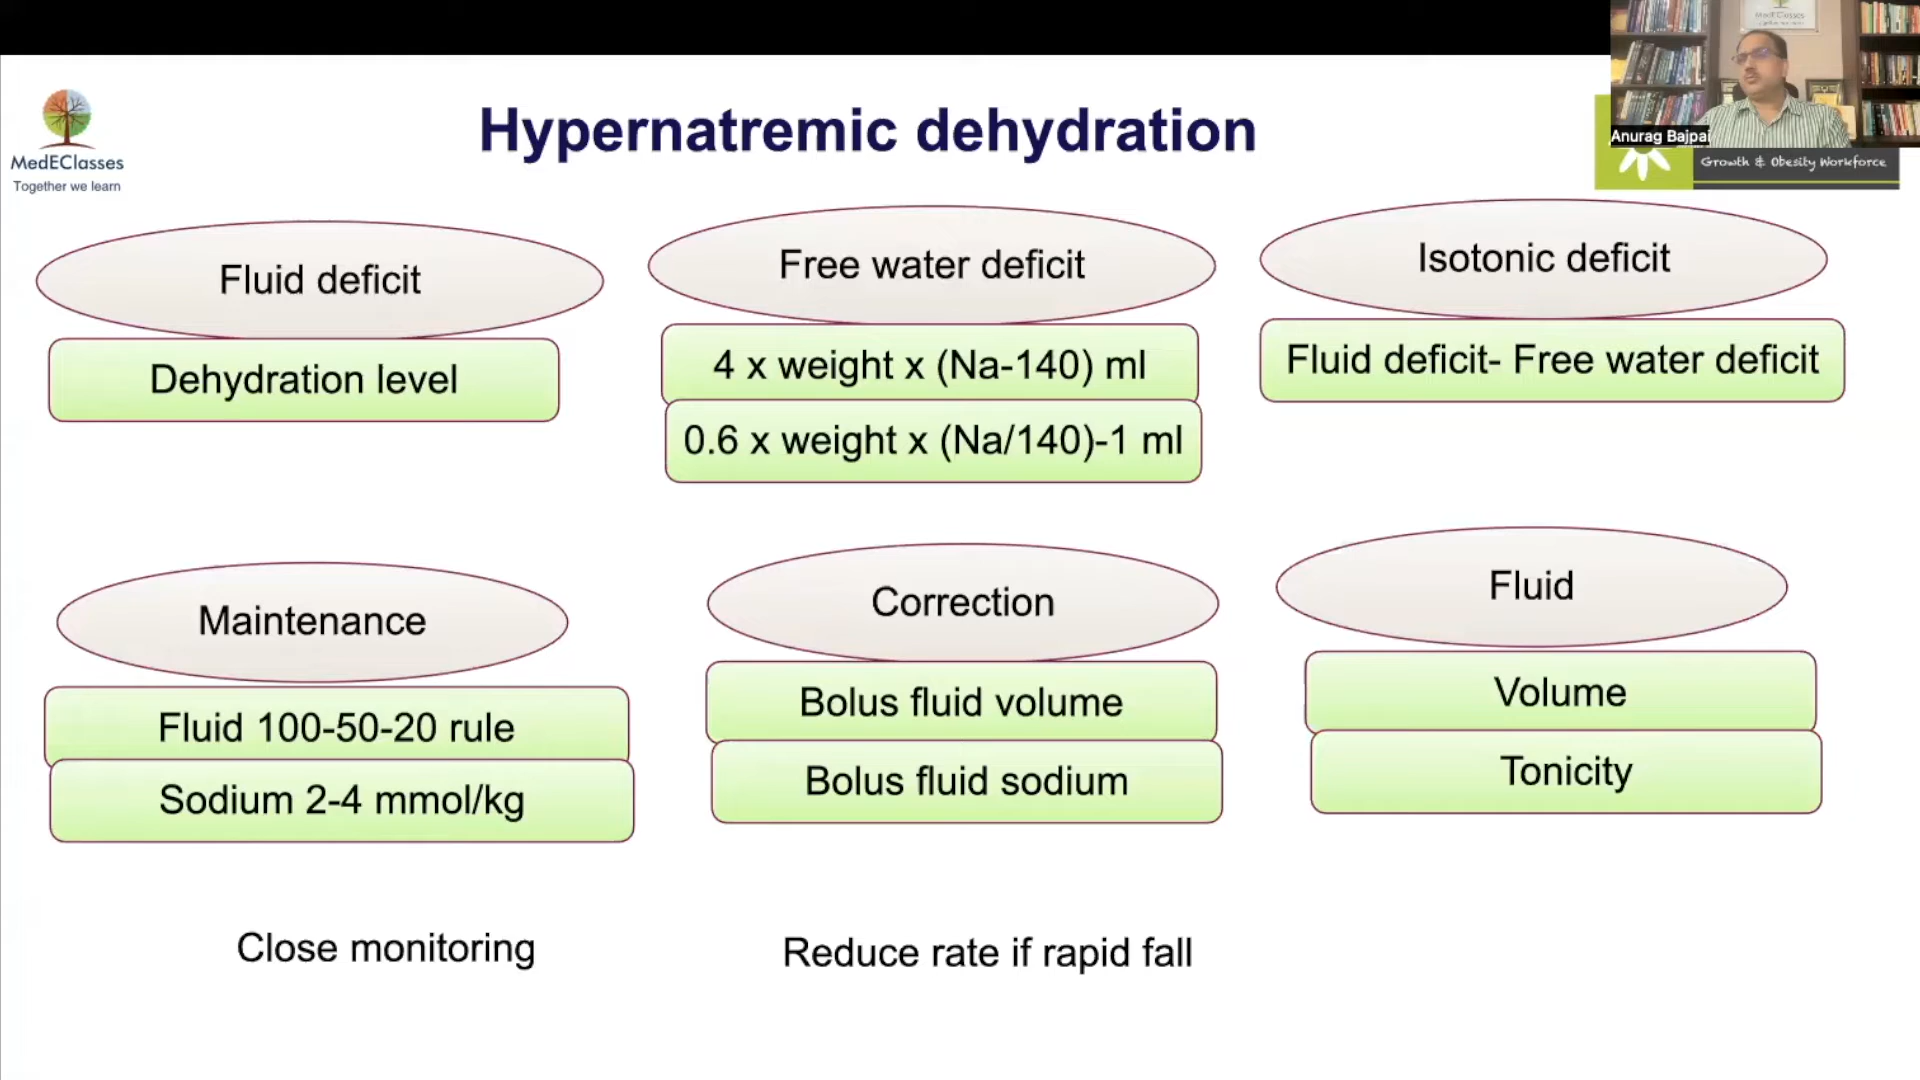 MedEClasses
Together we learn
Hypernatremic dehydration
MedEClasses
Anurag Bajpai
Growth & Obesity Workforce
Fluid deficit
Dehydration level
Free water deficit
4 x weight x (Na-140) ml
0.6 x weight x (Na/140)-1 ml
Isotonic deficit
Fluid deficit- Free water deficit
Maintenance
Fluid 100-50-20 rule
Sodium 2-4 mmol/kg
Correction
Bolus fluid volume
Bolus fluid sodium
Fluid
Volume
Tonicity
Close monitoring
Reduce rate if rapid fall